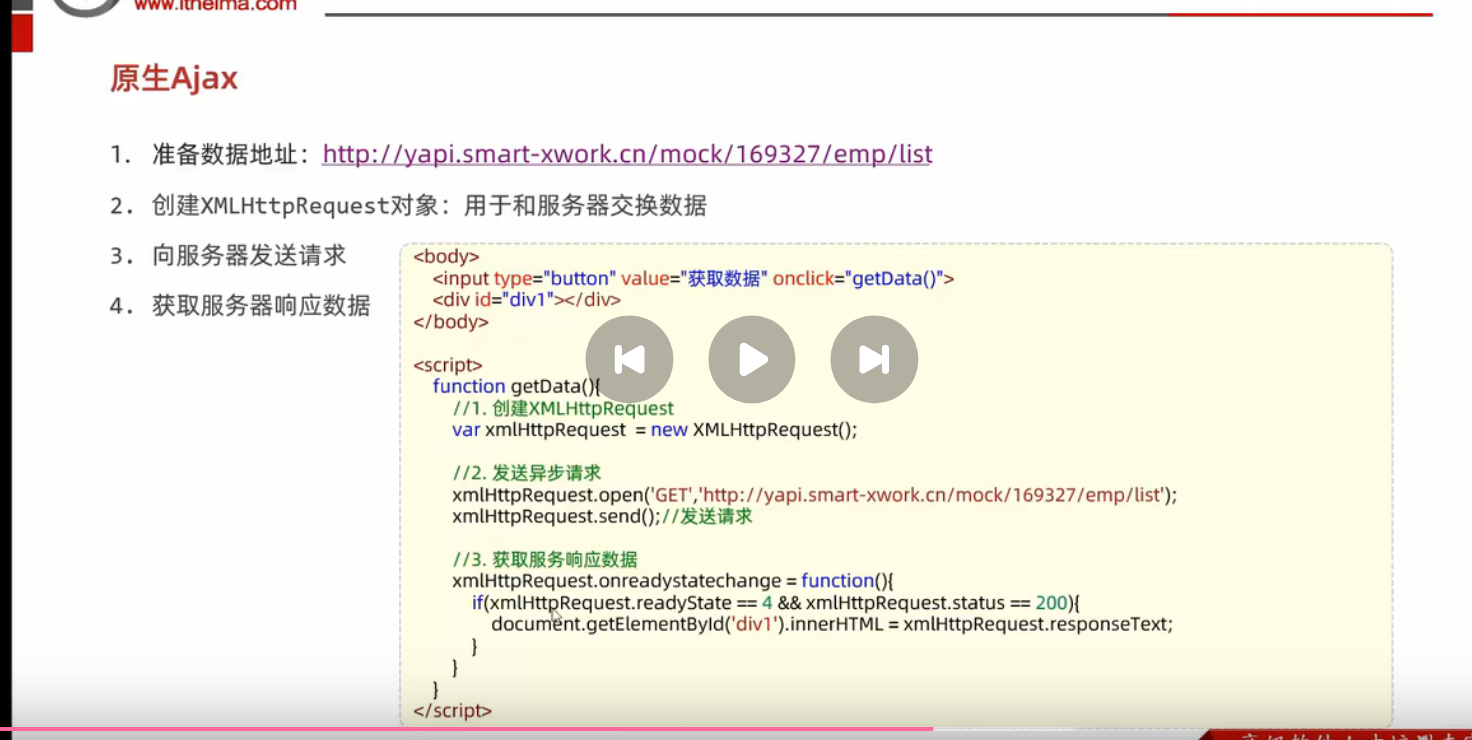 www.itheima.com
原生Ajax
1. 准备数据地址：http://yapi.smart-xwork.cn/mock/169327/emp/list
2. 创建XMLHttpRequest对象：用于和服务器交换数据
3. 向服务器发送请求
4. 获取服务器响应数据
<body>
<input type="button" value="获取数据" onclick="getData()">
<div id="div1"></div>
</body>
<script>
function getData(){
//1. 创建XMLHttpRequest
var xmlHttpRequest = new XMLHttpRequest();
//2. 发送异步请求
xmlHttpRequest.open('GET','http://yapi.smart-xwork.cn/mock/169327/emp/list');
xmlHttpRequest.send();//发送请求
//3. 获取服务响应数据
xmlHttpRequest.onreadystatechange = function(){
if(xmlHttpRequest.readyState == 4 && xmlHttpRequest.status == 200){
document.getElementById('div1').innerHTML = xmlHttpRequest.responseText;
}
}
}
</script>